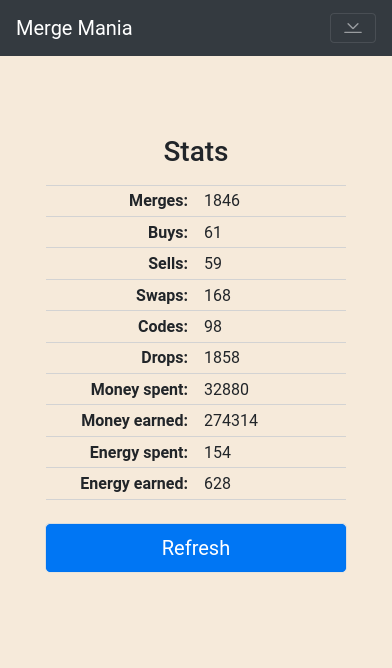 Merge Mania
Stats
Merges: 1846
Buys: 61
Sells: 59
Swaps: 168
Codes: 98
Drops: 1858
Money spent: 32880
Money earned: 274314
Energy spent: 154
Energy earned: 628
Refresh